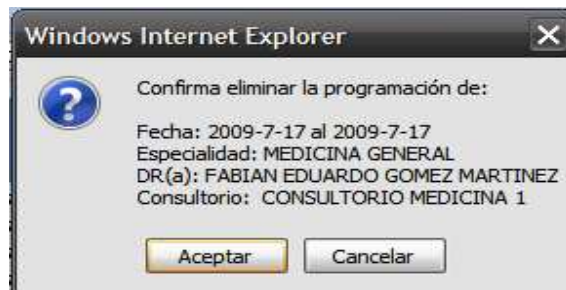 Windows Internet Explorer
Confirma eliminar la programación de:
Fecha: 2009-7-17 al 2009-7-17
Especialidad: MEDICINA GENERAL
DR(a): FABIAN EDUARDO GOMEZ MARTINEZ
Consultorio: CONSULTORIO MEDICINA 1
Aceptar Cancelar